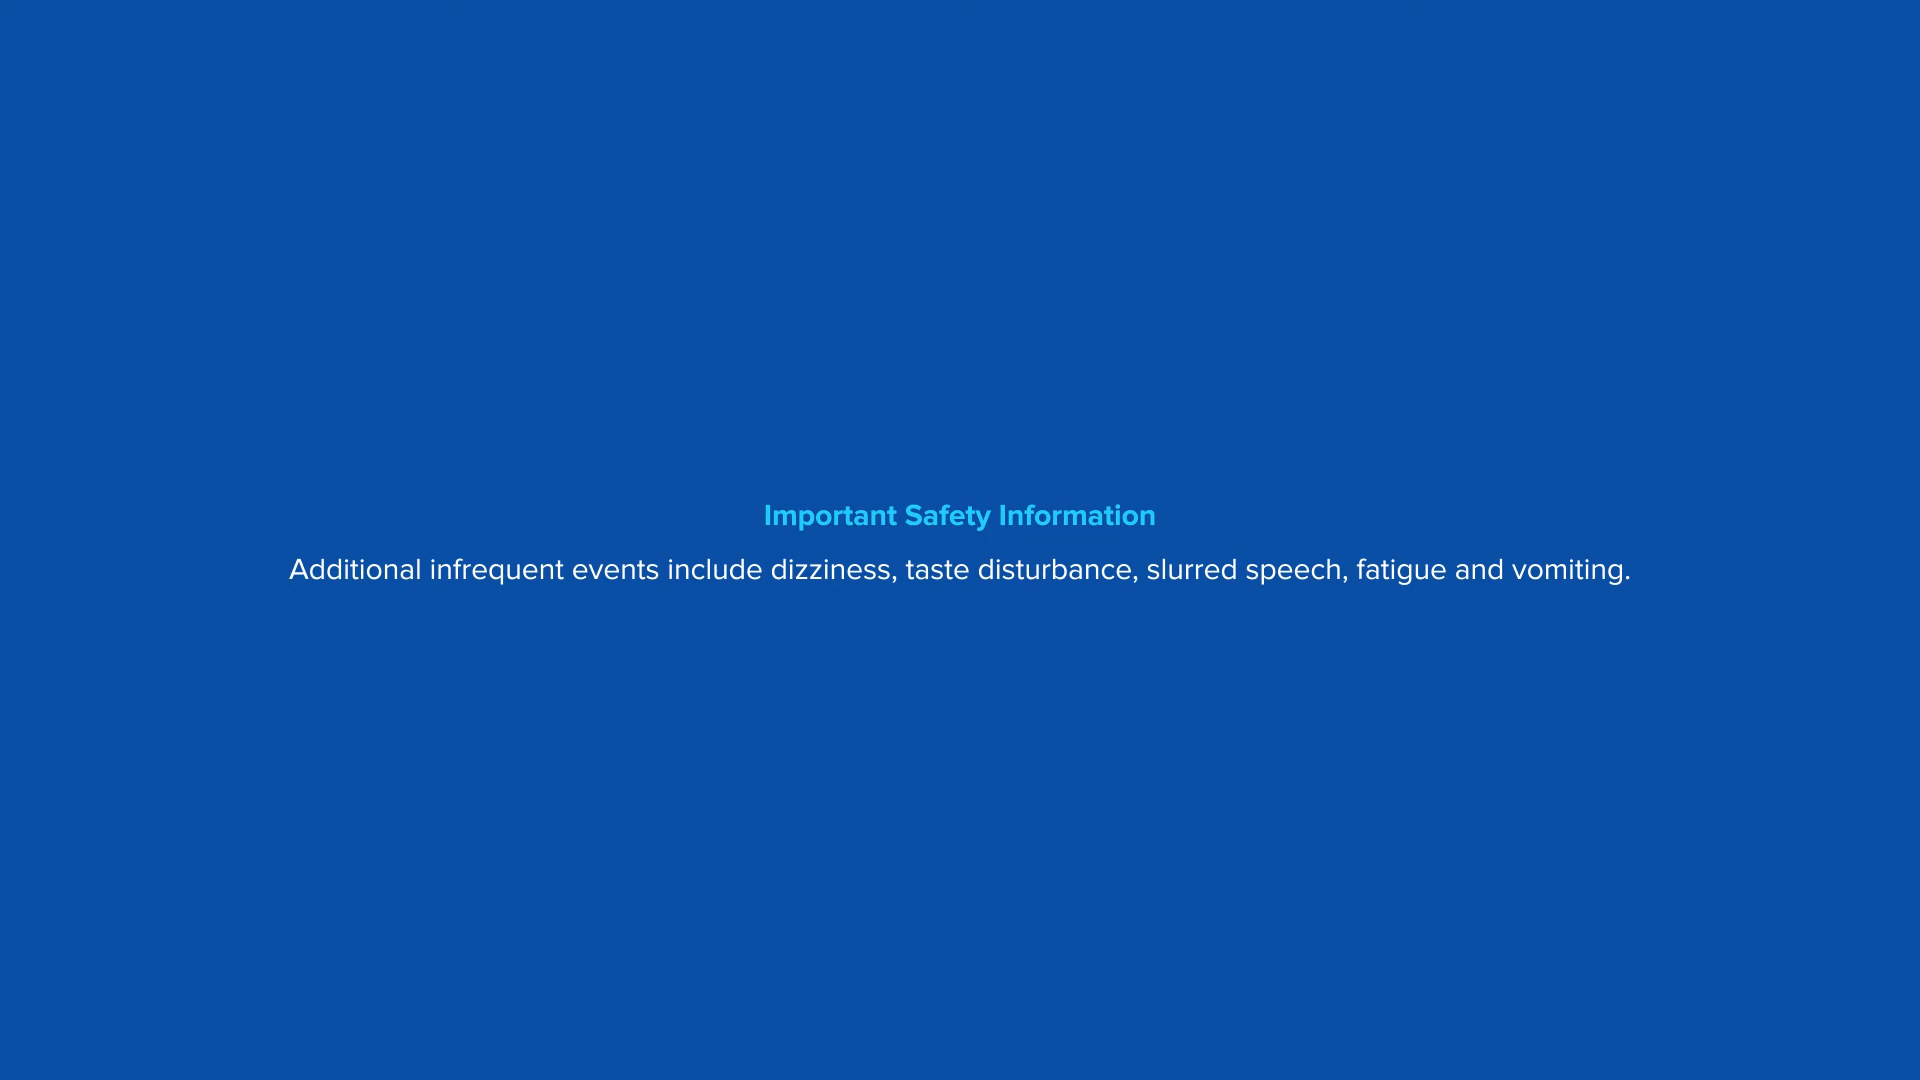 Important Safety Information
Additional infrequent events include dizziness, taste disturbance, slurred speech, fatigue and vomiting.